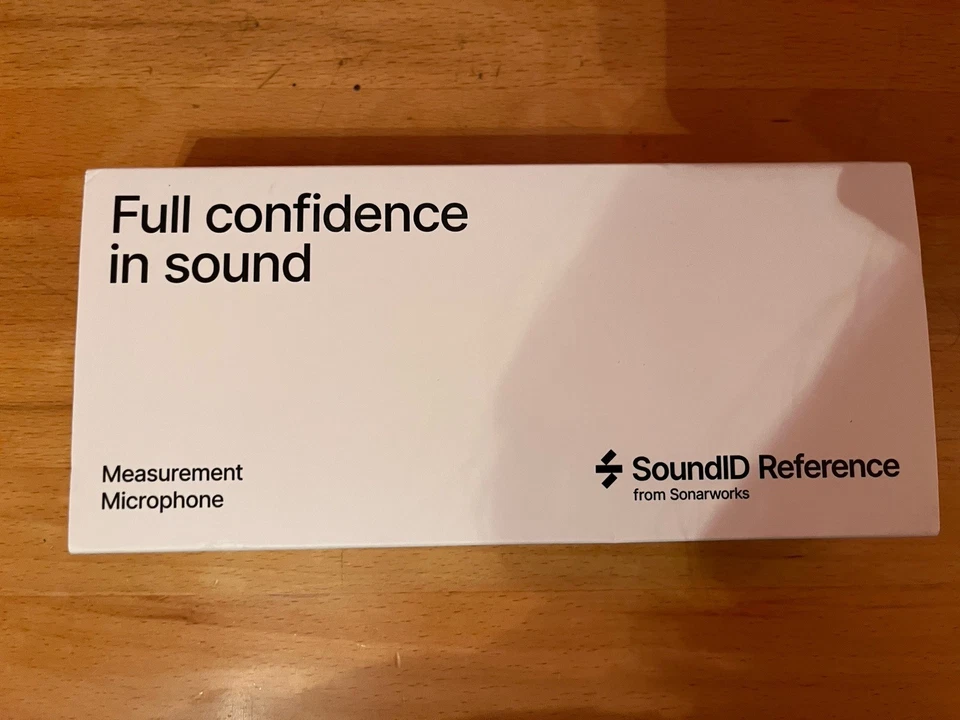 Full confidence
in sound
Measurement
Microphone
SoundID Reference
from Sonarworks